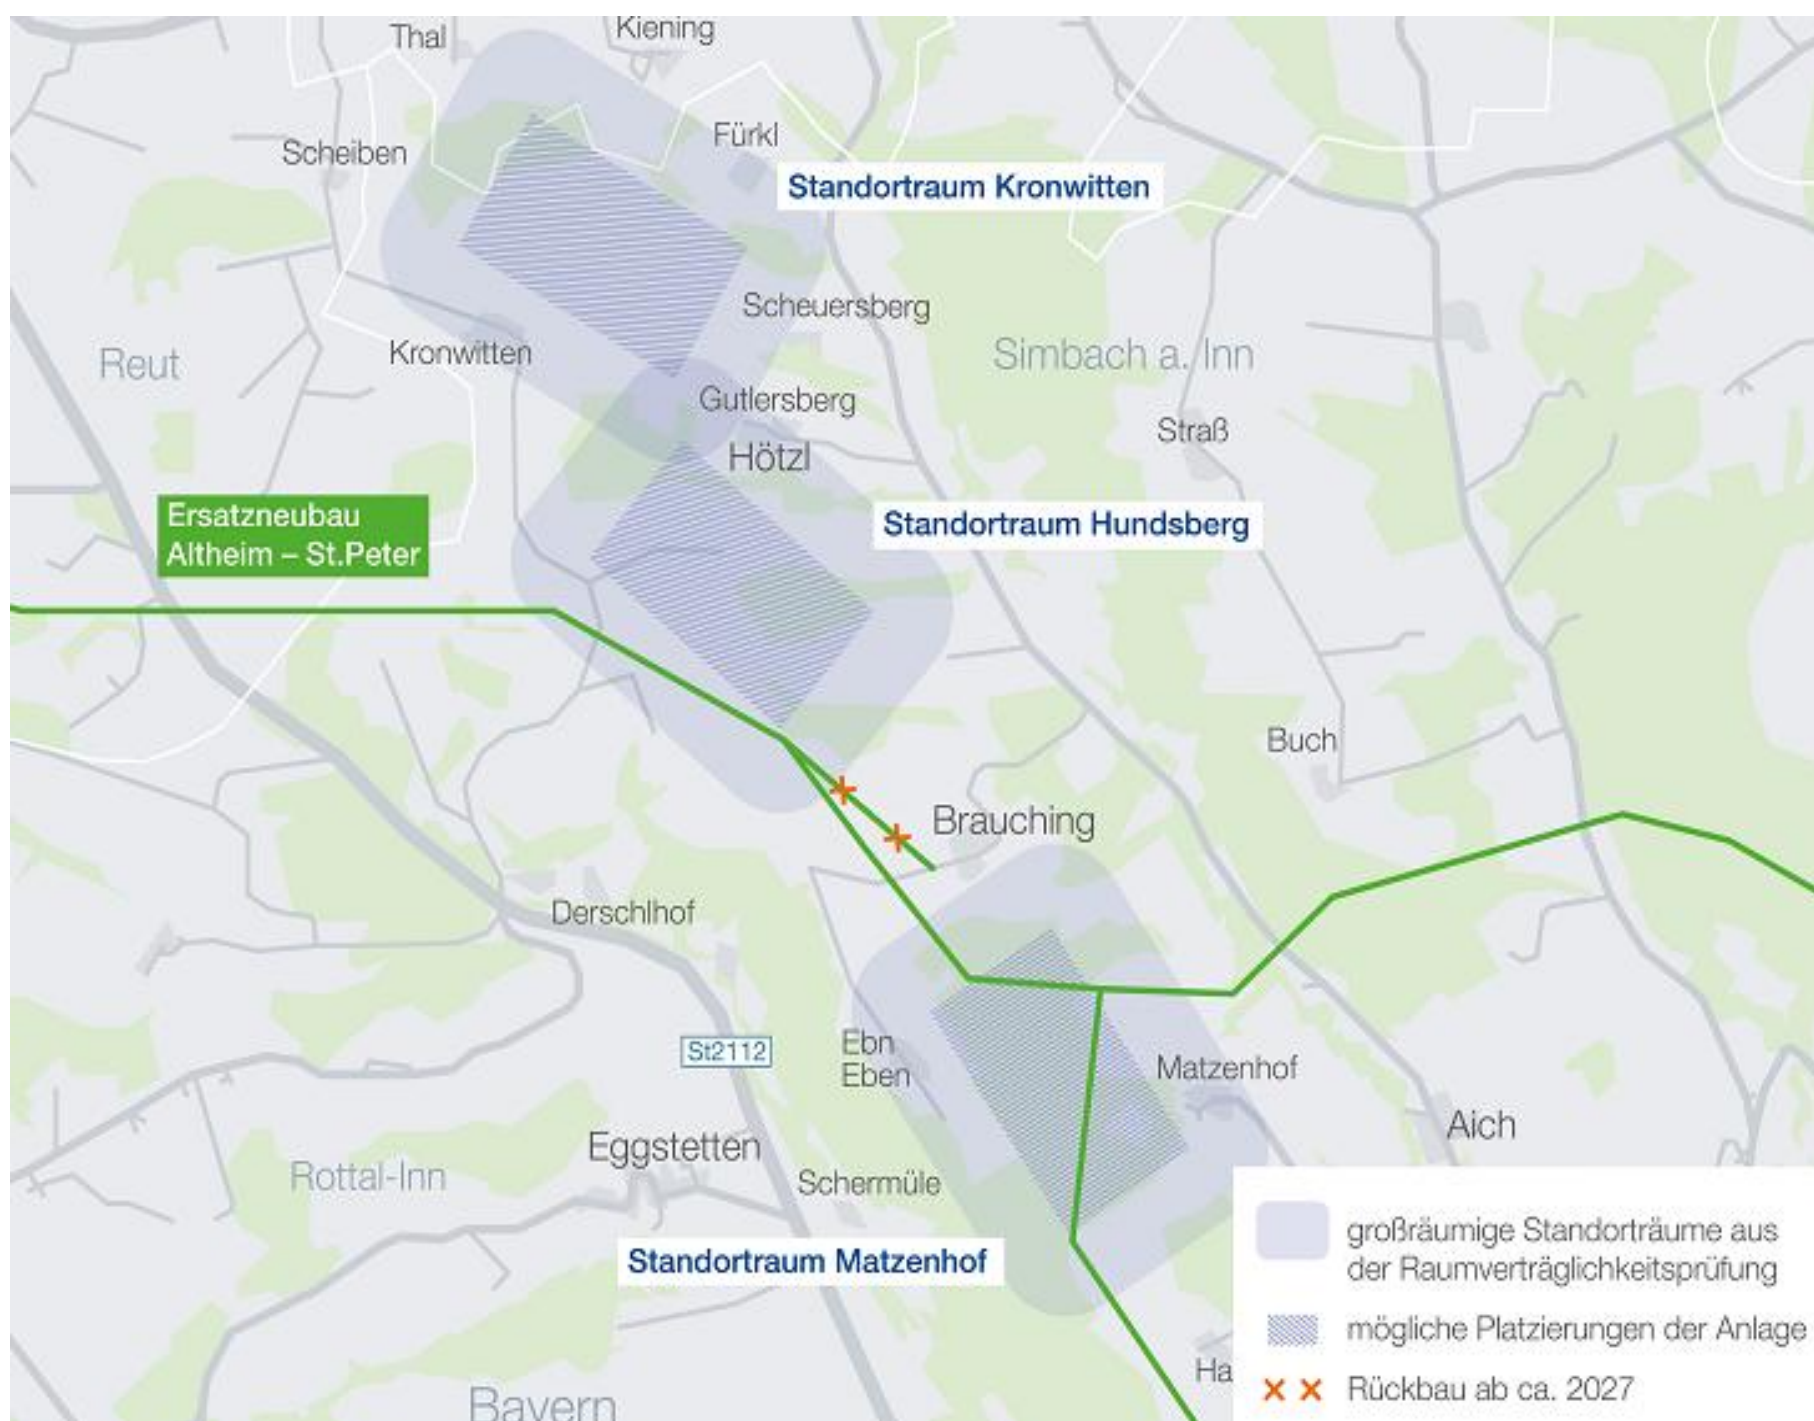 Thal
Kiening
Fürkl
Scheiben
Standortraum Kronwitten
Scheuersberg
Reut
Kronwitten
Simbach a. Inn
Gutlersberg
Straß
Hötzl
Ersatzneubau
Altheim – St.Peter
Standortraum Hundsberg
Buch
Brauching
Derschlhof
St2112
Ebn
Eben
Matzenhof
Aich
Eggstetten
Rottal-Inn
Schermüle
Standortraum Matzenhof
großräumige Standorträume aus
der Raumverträglichkeitsprüfung
mögliche Platzierungen der Anlage
Ha
Rückbau ab ca. 2027
Bayern